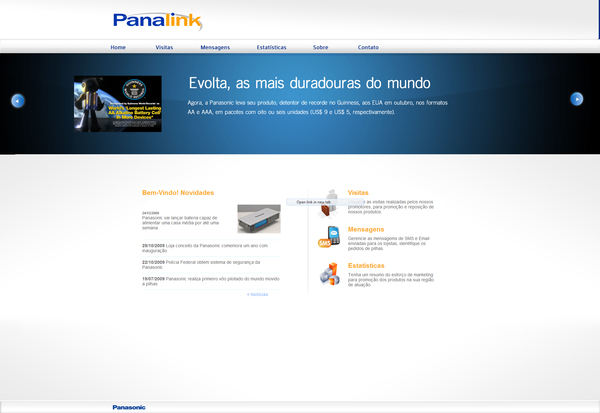 Panalink
Home Visitas Mensagens Estatísticas Sobre Contato
GUINNESS
World's Longest Lasting
AA Alkaline Battery Cell
in More Devices"
Evolta, as mais duradouras do mundo
Agora, a Panasonic leva seu produto, detentor de recorde no Guinness, aos EUA em outubro, nos formatos
AA e AAA, em pacotes com oito ou seis unidades (US$ 9 e US$ 5, respectivamente).
Bem-Vindo! Novidades
Panasonic vai lançar bateria capaz de
alimentar uma casa média por até uma
semana
29/10/2009 Loja conceito da Panasonic comemora um ano com
inauguração
22/10/2009 Polícia Federal obtém sistema de segurança da
Panasonic
19/07/2009 Panasonic realiza primeiro vôo pilotado do mundo movido
a pilhas
+ Notícias
Open link in new tab
Visitas
as visitas realizadas pelos nossos
promotores, para promoção e reposição de
nossos produtos.
Mensagens
SMS
Gerencie as mensagens de SMS e Email
enviadas para os lojistas, identifique os
pedidos de pilhas.
Estatísticas
Tenha um resumo do esforço de marketing
para promoção dos produtos na sua região
de atuação.
Panasonic